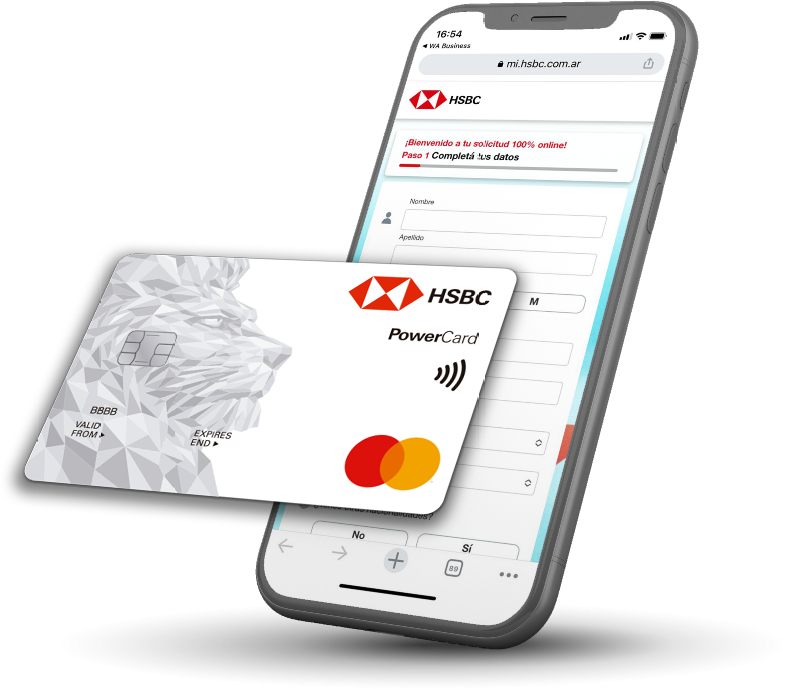 16:54
WA Business
mi.hsbc.com.ar
HSBC
¡Bienvenido a tu solicitud 100% online!
Paso 1 Completá tus datos
Nombre
Apellido
M
HSBC
PowerCard
BBBB
VALID
FROM
EXPIRES
END
nacionalidades?
No
Sí
89